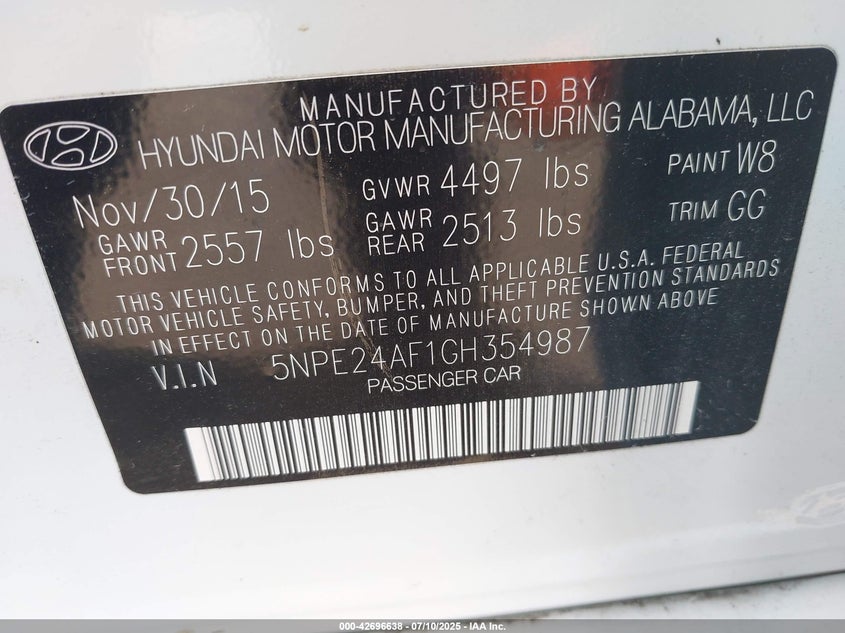 MANUFACTURED BY
HYUNDAI MOTOR MANUFACTURING ALABAMA, LLC
Nov/30/15 GVWR 4497 lbs PAINT W8
GAWR FRONT 2557 lbs GAWR REAR 2513 lbs TRIM GG
THIS VEHICLE CONFORMS TO ALL APPLICABLE U.S.A. FEDERAL
MOTOR VEHICLE SAFETY, BUMPER, AND THEFT PREVENTION STANDARDS
IN EFFECT ON THE DATE OF MANUFACTURE SHOWN ABOVE
V.I.N 5NPE24AF1GH354987
PASSENGER CAR
000-42696638 - 07/10/2025 - IAA Inc.